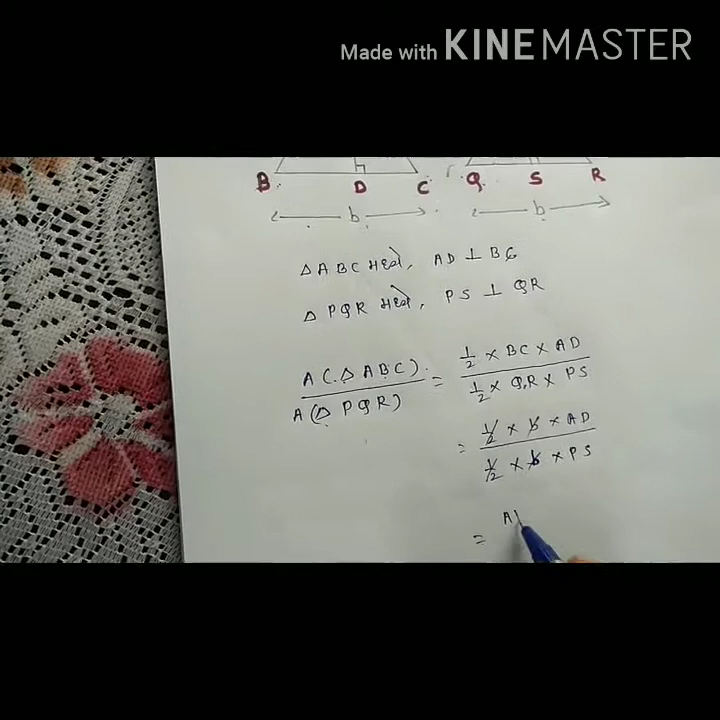 Made with KINEMASTER
B D C Q S R
b b
△ABC मध्ये, AD ⊥ BC
△PQR मध्ये, PS ⊥ QR
A(△ABC) / A(△PQR) = 1/2 × BC × AD / 1/2 × QR × PS
= 1/2 × b × AD / 1/2 × b × PS
= A